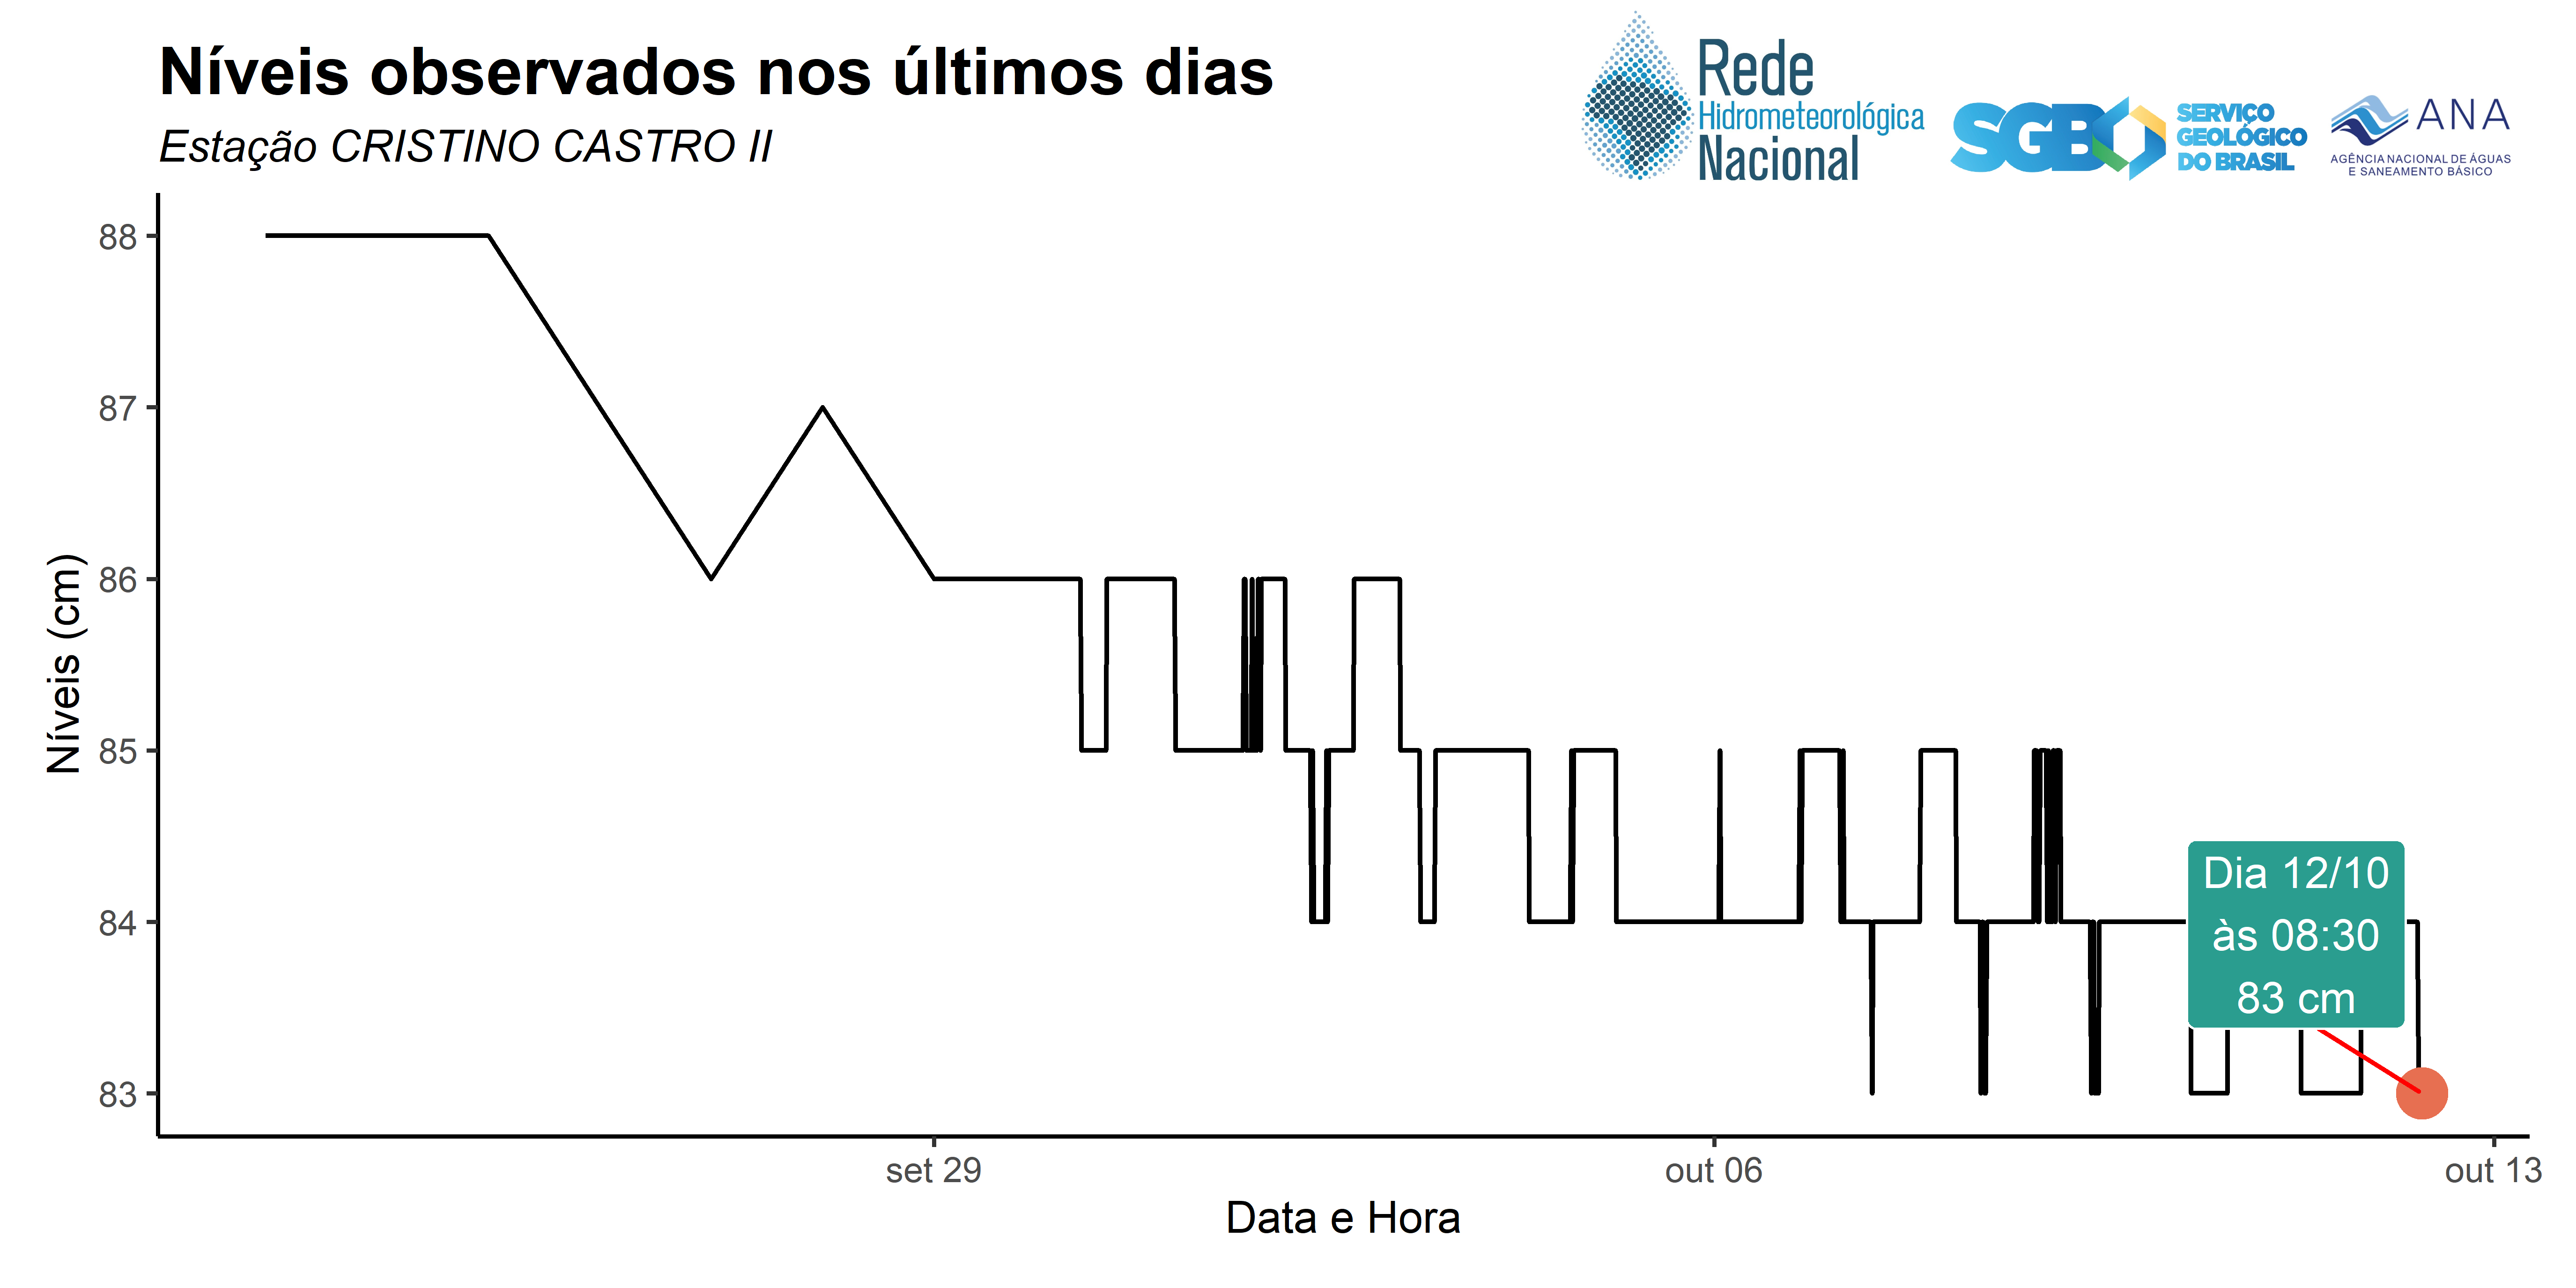 Níveis observados nos últimos dias
Estação CRISTINO CASTRO II
Rede
Hidrometeorológica
Nacional
SGB
SERVIÇO
GEOLÓGICO
DO BRASIL
ANA
AGÊNCIA NACIONAL DE ÁGUAS
E SANEAMENTO BÁSICO
Níveis (cm)
88
87
86
85
84
83
Dia 12/10
às 08:30
83 cm
set 29
out 06
out 13
Data e Hora